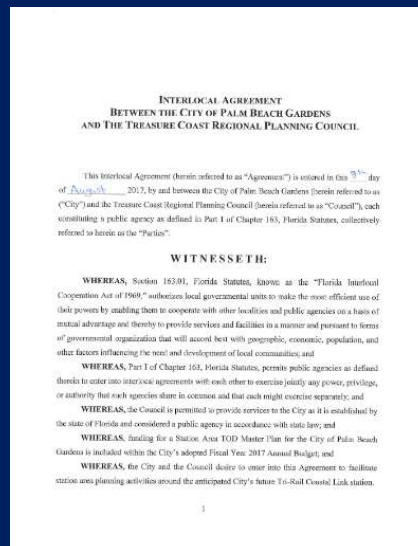 INTERLOCAL AGREEMENT
BETWEEN THE CITY OF PALM BEACH GARDENS
AND THE TREASURE COAST REGIONAL PLANNING COUNCIL
This Interlocal Agreement (herein referred to as "Agreement") is entered in this 3th day
of August 2017, by and between the City of Palm Beach Gardens (herein referred to as
("City") and the Treasure Coast Regional Planning Council (herein referred to as "Council"), each
constituting a public agency as defined in Part I of Chapter 163, Florida Statutes, collectively
referred to herein as the "Parties".
WITNESSETH:
WHEREAS, Section 163.01, Florida Statutes, known as the "Florida Interlocal
Cooperation Act of 1969," authorizes local governmental units to make the most efficient use of
their powers by enabling them to cooperate with other localities and public agencies on a basis of
mutual advantage and thereby to provide services and facilities in a manner and pursuant to forms
of governmental organization that will accord best with geographic, economic, population, and
other factors influencing the need and development of local communities; and
WHEREAS, Part I of Chapter 163, Florida Statutes, permits public agencies as defined
therein to enter into interlocal agreements with each other to exercise jointly any power, privilege,
or authority that such agencies share in common and that each might exercise separately; and
WHEREAS, the Council is permitted to provide services to the City as it is established by
the state of Florida and considered a public agency in accordance with state law; and
WHEREAS, funding for a Station Area TOD Master Plan for the City of Palm Beach
Gardens is included within the City's adopted Fiscal Year 2017 Annual Budget; and
WHEREAS, the City and the Council desire to enter into this Agreement to facilitate
station area planning activities around the anticipated City's future Tri-Rail Coastal Link station.
1